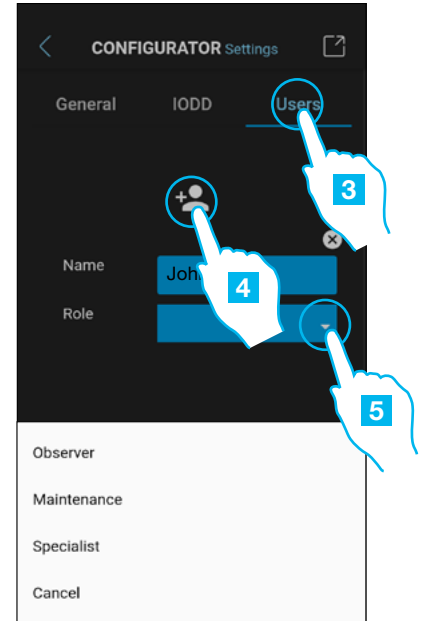 CONFIGURATOR Settings
General IODD Users
3
4
Name
Joh
Role
5
Observer
Maintenance
Specialist
Cancel